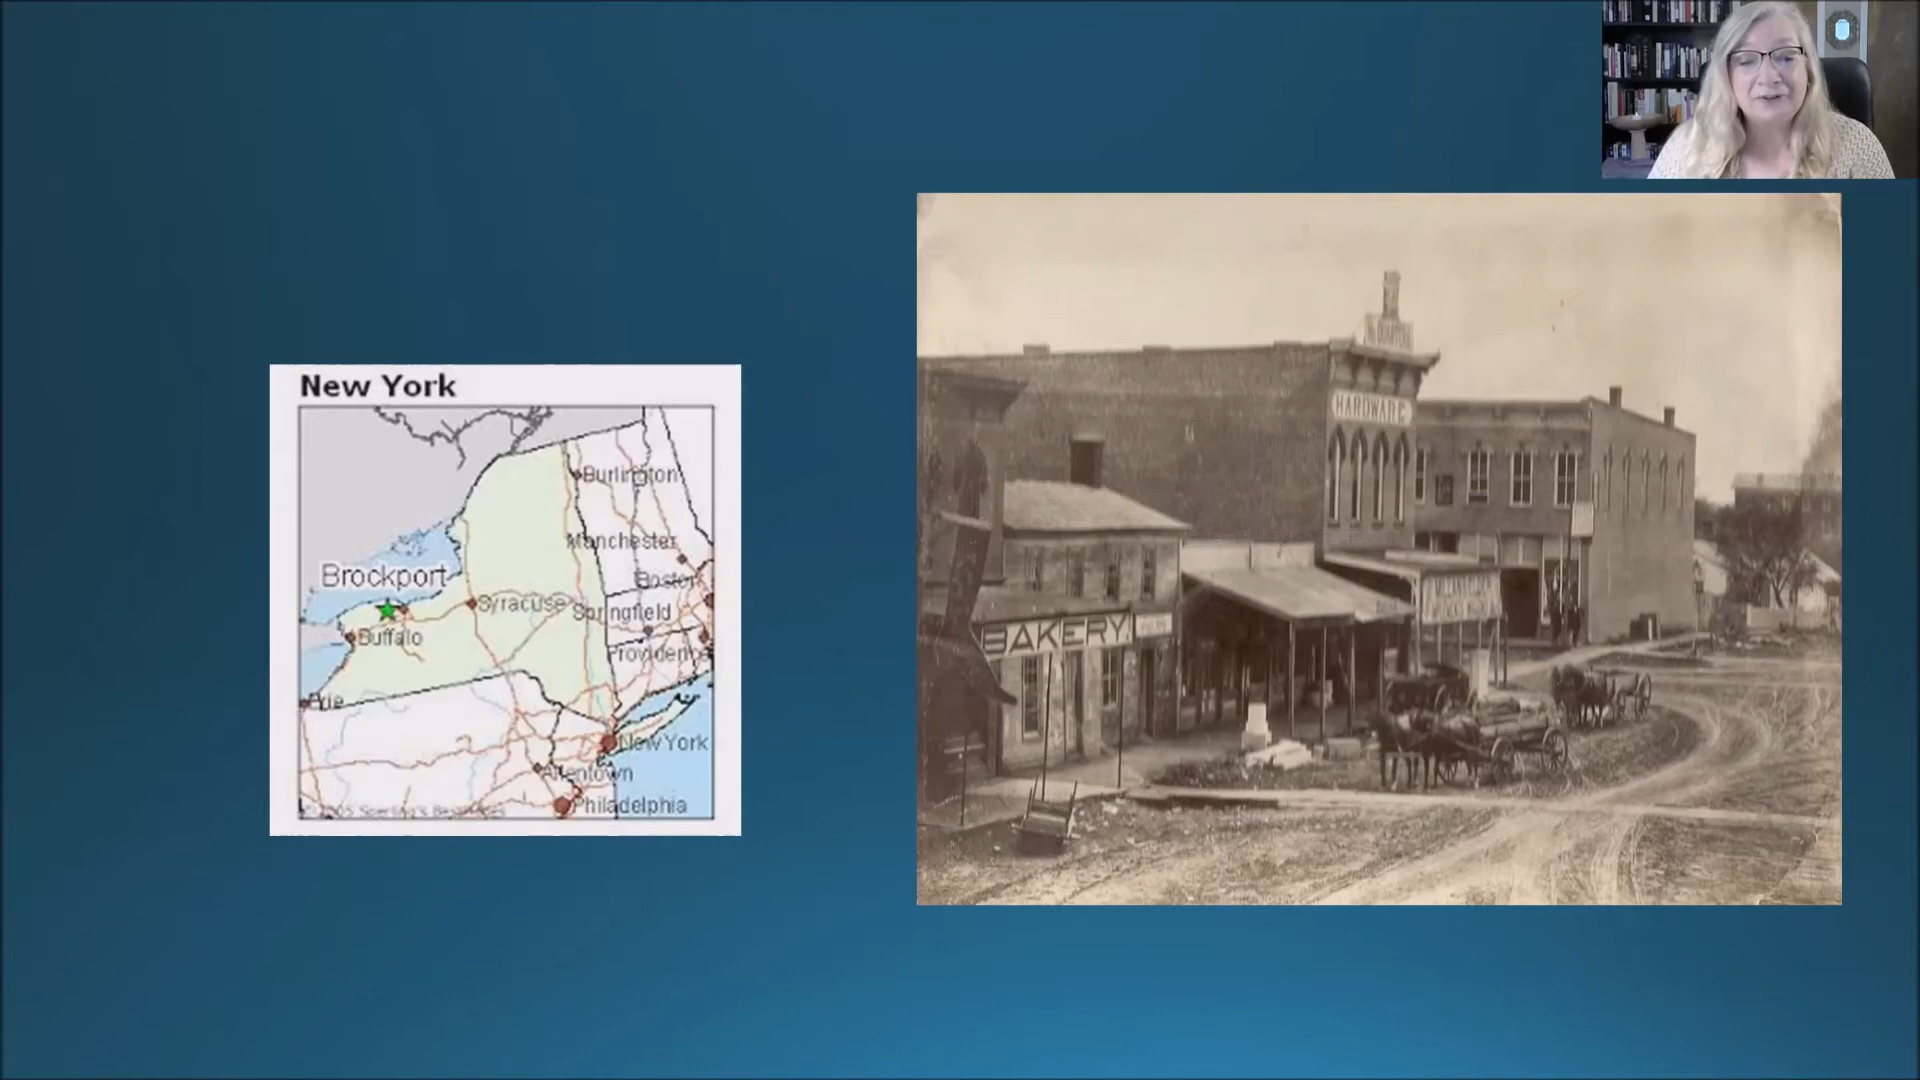 New York
Burlington
Manchester
Boston
Brockport
Syracuse
Springfield
Buffalo
Providence
Erie
New York
Allentown
Philadelphia
HARDWARE
BAKERY.